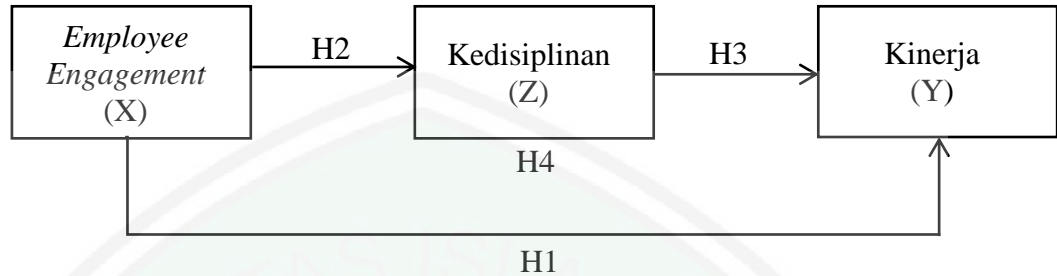 Employee
Engagement
(X)
H2
Kedisiplinan
(Z)
H3
Kinerja
(Y)
H4
H1